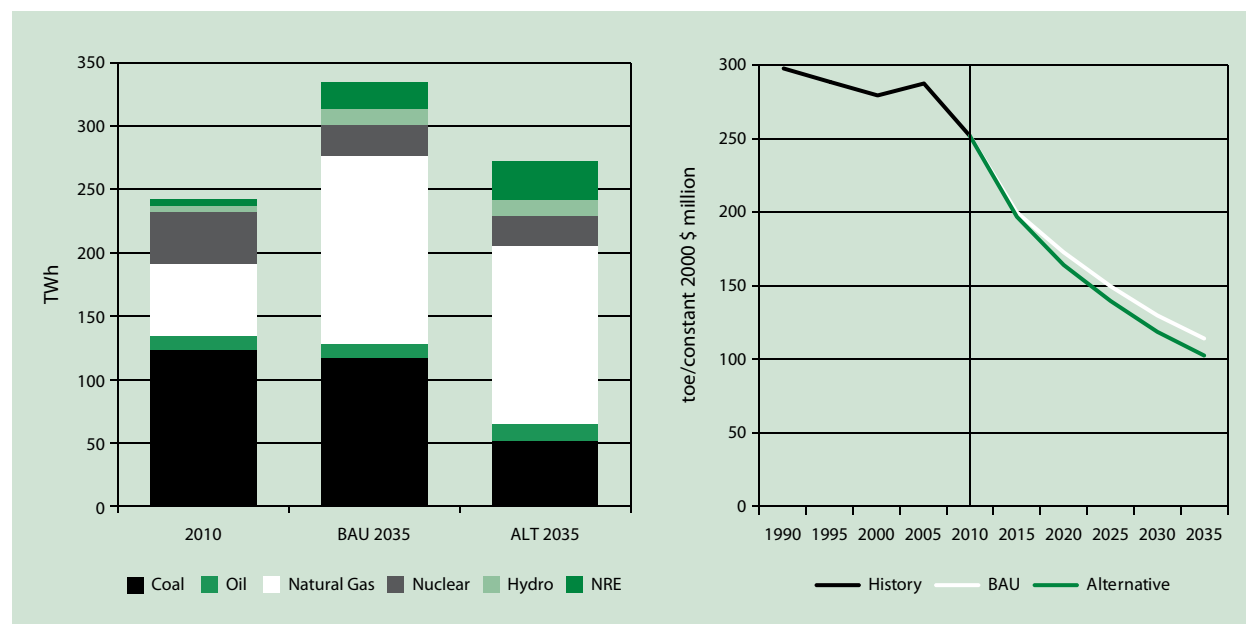 350
300
250
200
150
100
50
0
TWh
2010
BAU 2035
ALT 2035
Coal
Oil
Natural Gas
Nuclear
Hydro
NRE
300
250
200
150
100
50
0
toe/constant 2000 $ million
1990 1995 2000 2005 2010 2015 2020 2025 2030 2035
History
BAU
Alternative